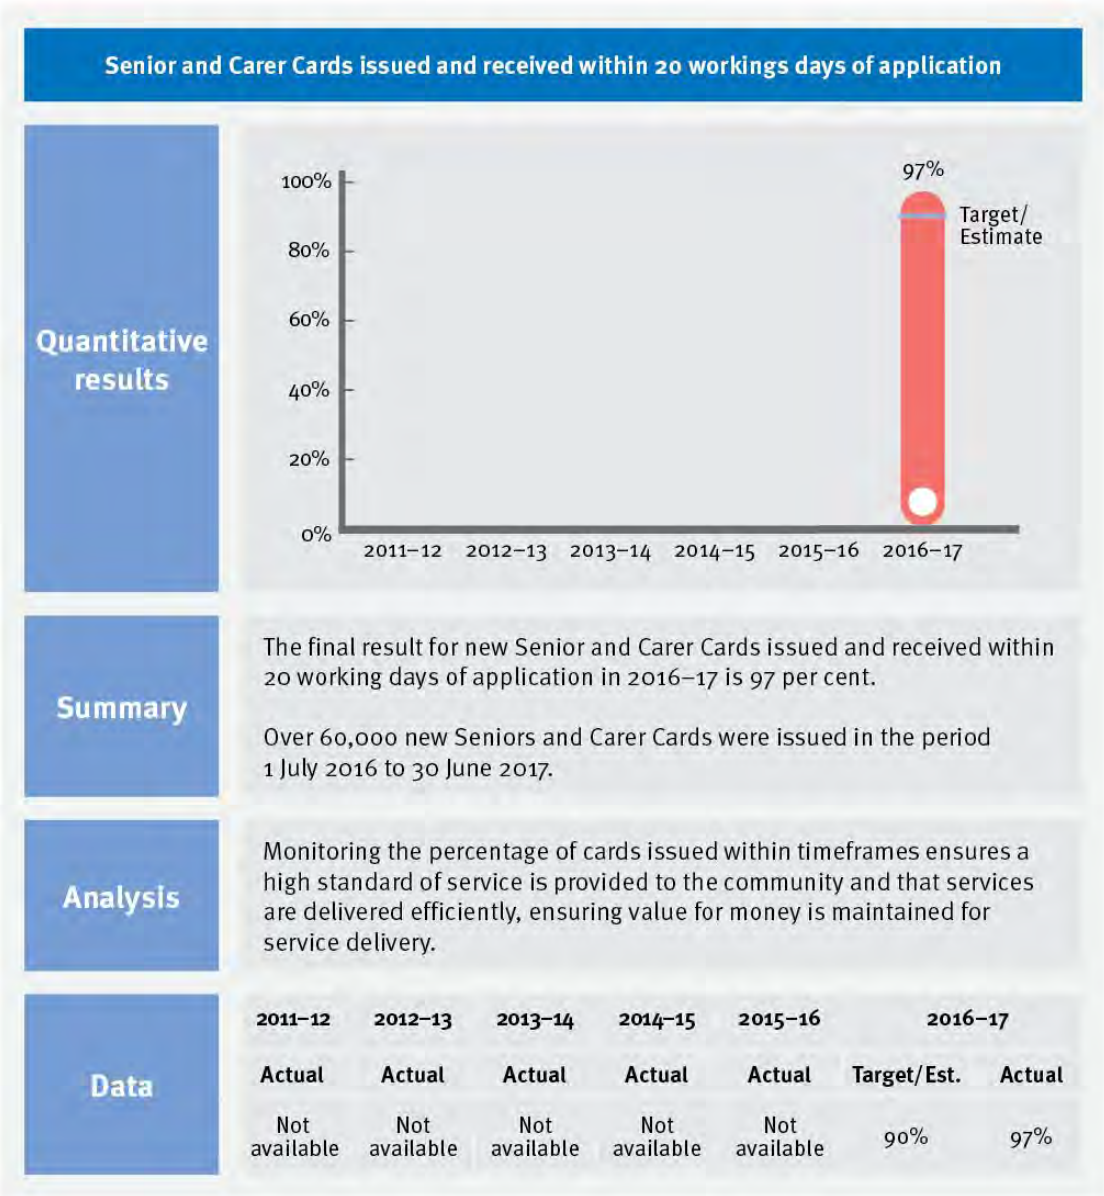 Senior and Carer Cards issued and received within 20 workings days of application
Quantitative
results
100%
80%
60%
40%
20%
0%
97%
Target/
Estimate
2011–12 2012–13 2013–14 2014–15 2015–16 2016–17
Summary
The final result for new Senior and Carer Cards issued and received within
20 working days of application in 2016–17 is 97 per cent.
Over 60,000 new Seniors and Carer Cards were issued in the period
1 July 2016 to 30 June 2017.
Analysis
Monitoring the percentage of cards issued within timeframes ensures a
high standard of service is provided to the community and that services
are delivered efficiently, ensuring value for money is maintained for
service delivery.
Data
2011–12 2012–13 2013–14 2014–15 2015–16 2016–17
Actual Actual Actual Actual Actual Target/Est. Actual
Not Not Not Not Not
available available available available available 90% 97%